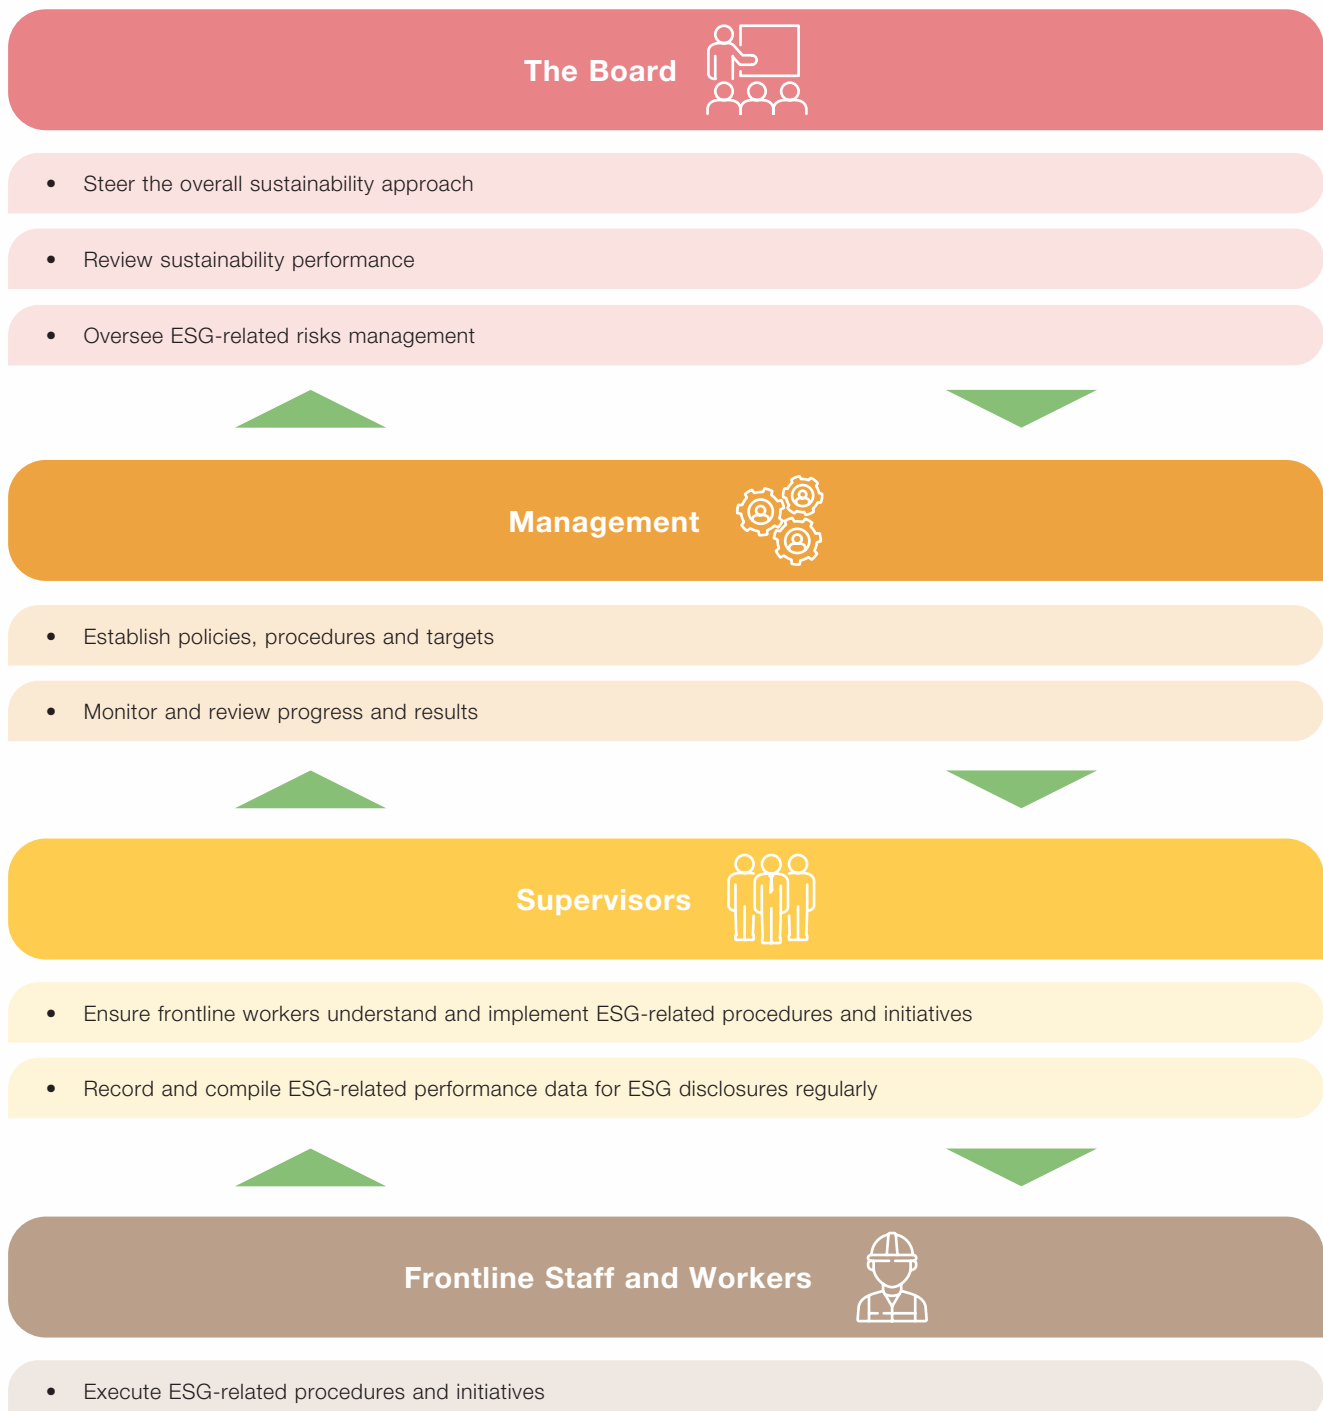 The Board
• Steer the overall sustainability approach
• Review sustainability performance
• Oversee ESG-related risks management
Management
• Establish policies, procedures and targets
• Monitor and review progress and results
Supervisors
• Ensure frontline workers understand and implement ESG-related procedures and initiatives
• Record and compile ESG-related performance data for ESG disclosures regularly
Frontline Staff and Workers
• Execute ESG-related procedures and initiatives